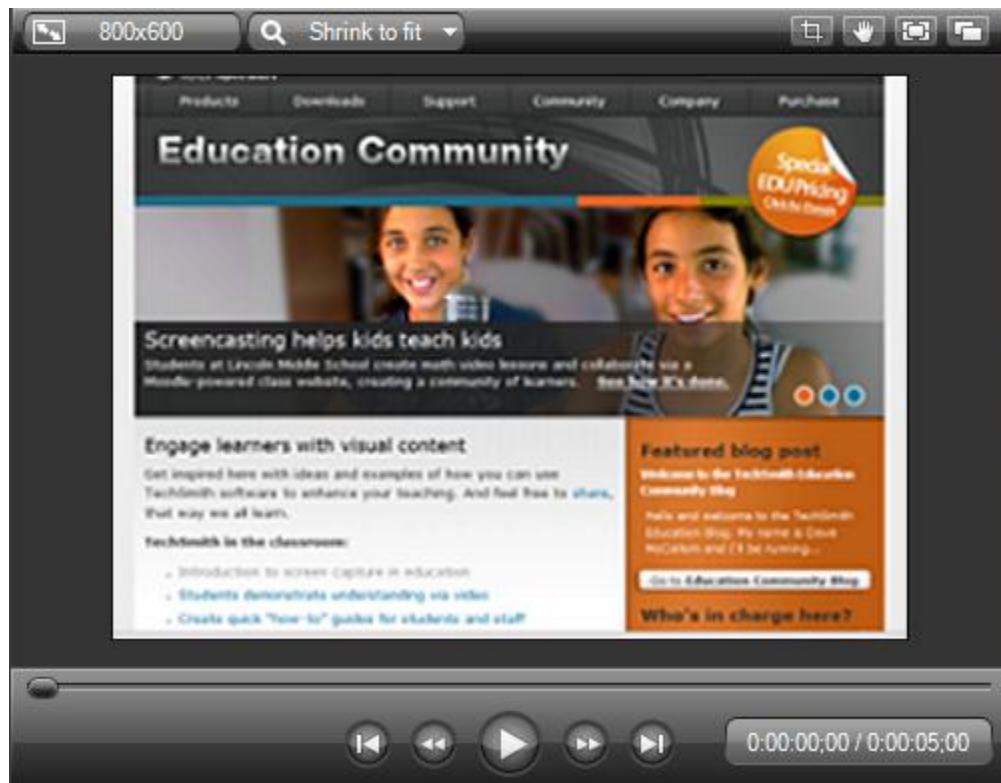 800x600 Shrink to fit
Products Downloads Support Community Company Purchase
Education Community
Special
EDU Pricing
Screencasting helps kids teach kids
Students at Lincoln Middle School create math video lessons and collaborate via a
Moodle-powered class website, creating a community of learners. See how it's done.
Engage learners with visual content
Get inspired here with ideas and examples of how you can use
TechSmith software to enhance your teaching. And feel free to share,
that way we all learn.
TechSmith in the classroom:
Introduction to screen capture in education
Students demonstrate understanding via video
Create quick "how-to" guides for students and staff
Featured blog post
Welcome to the TechSmith Education
Community Blog
Hello and welcome to the TechSmith
Education Blog. My name is Dave
and I'll be running...
Go to Education Community Blog
Who's in charge here?
0:00:00;00 / 0:00:05;00